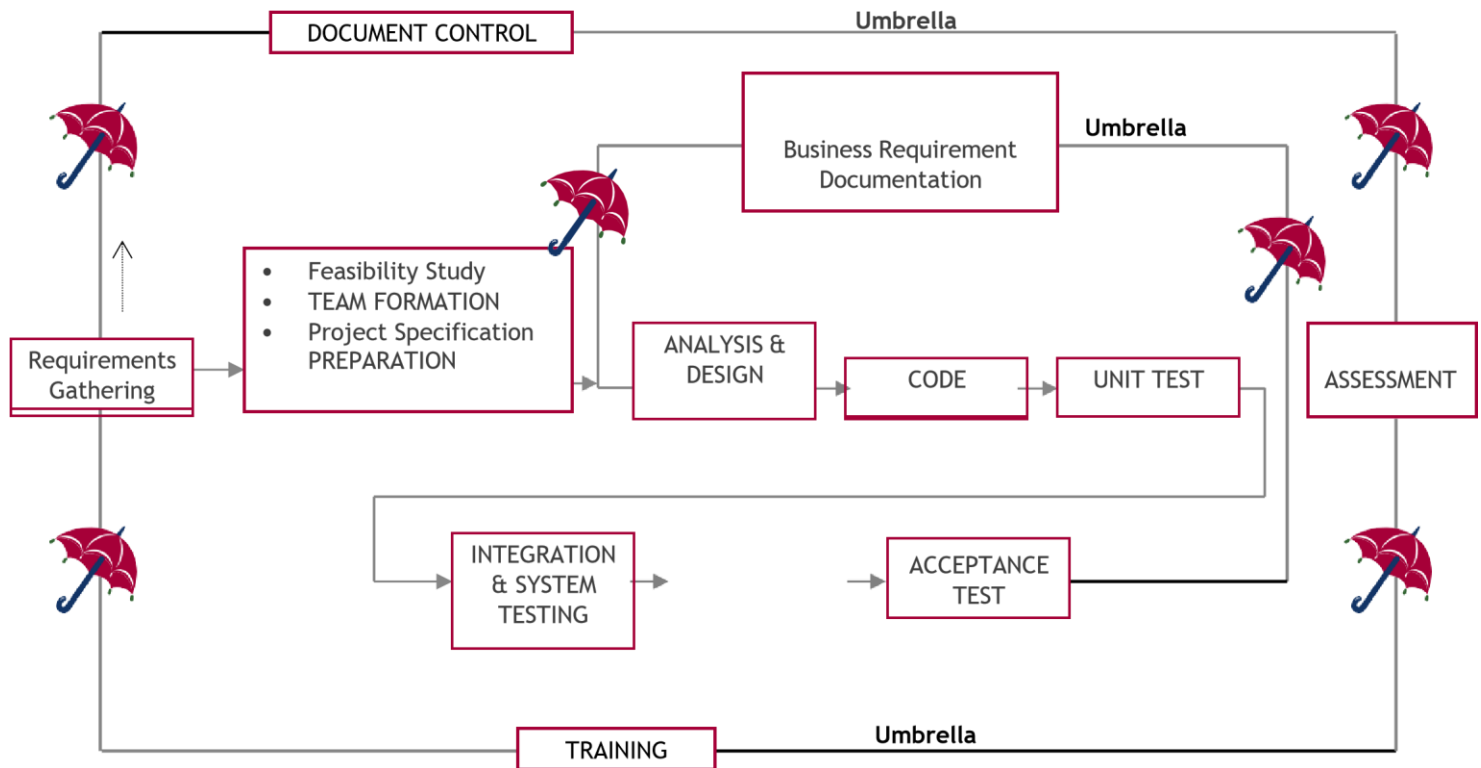 Umbrella
DOCUMENT CONTROL
Umbrella
Business Requirement
Documentation
• Feasibility Study
• TEAM FORMATION
• Project Specification
PREPARATION
Requirements
Gathering
ANALYSIS &
DESIGN
CODE
UNIT TEST
ASSESSMENT
INTEGRATION
& SYSTEM
TESTING
ACCEPTANCE
TEST
Umbrella
TRAINING